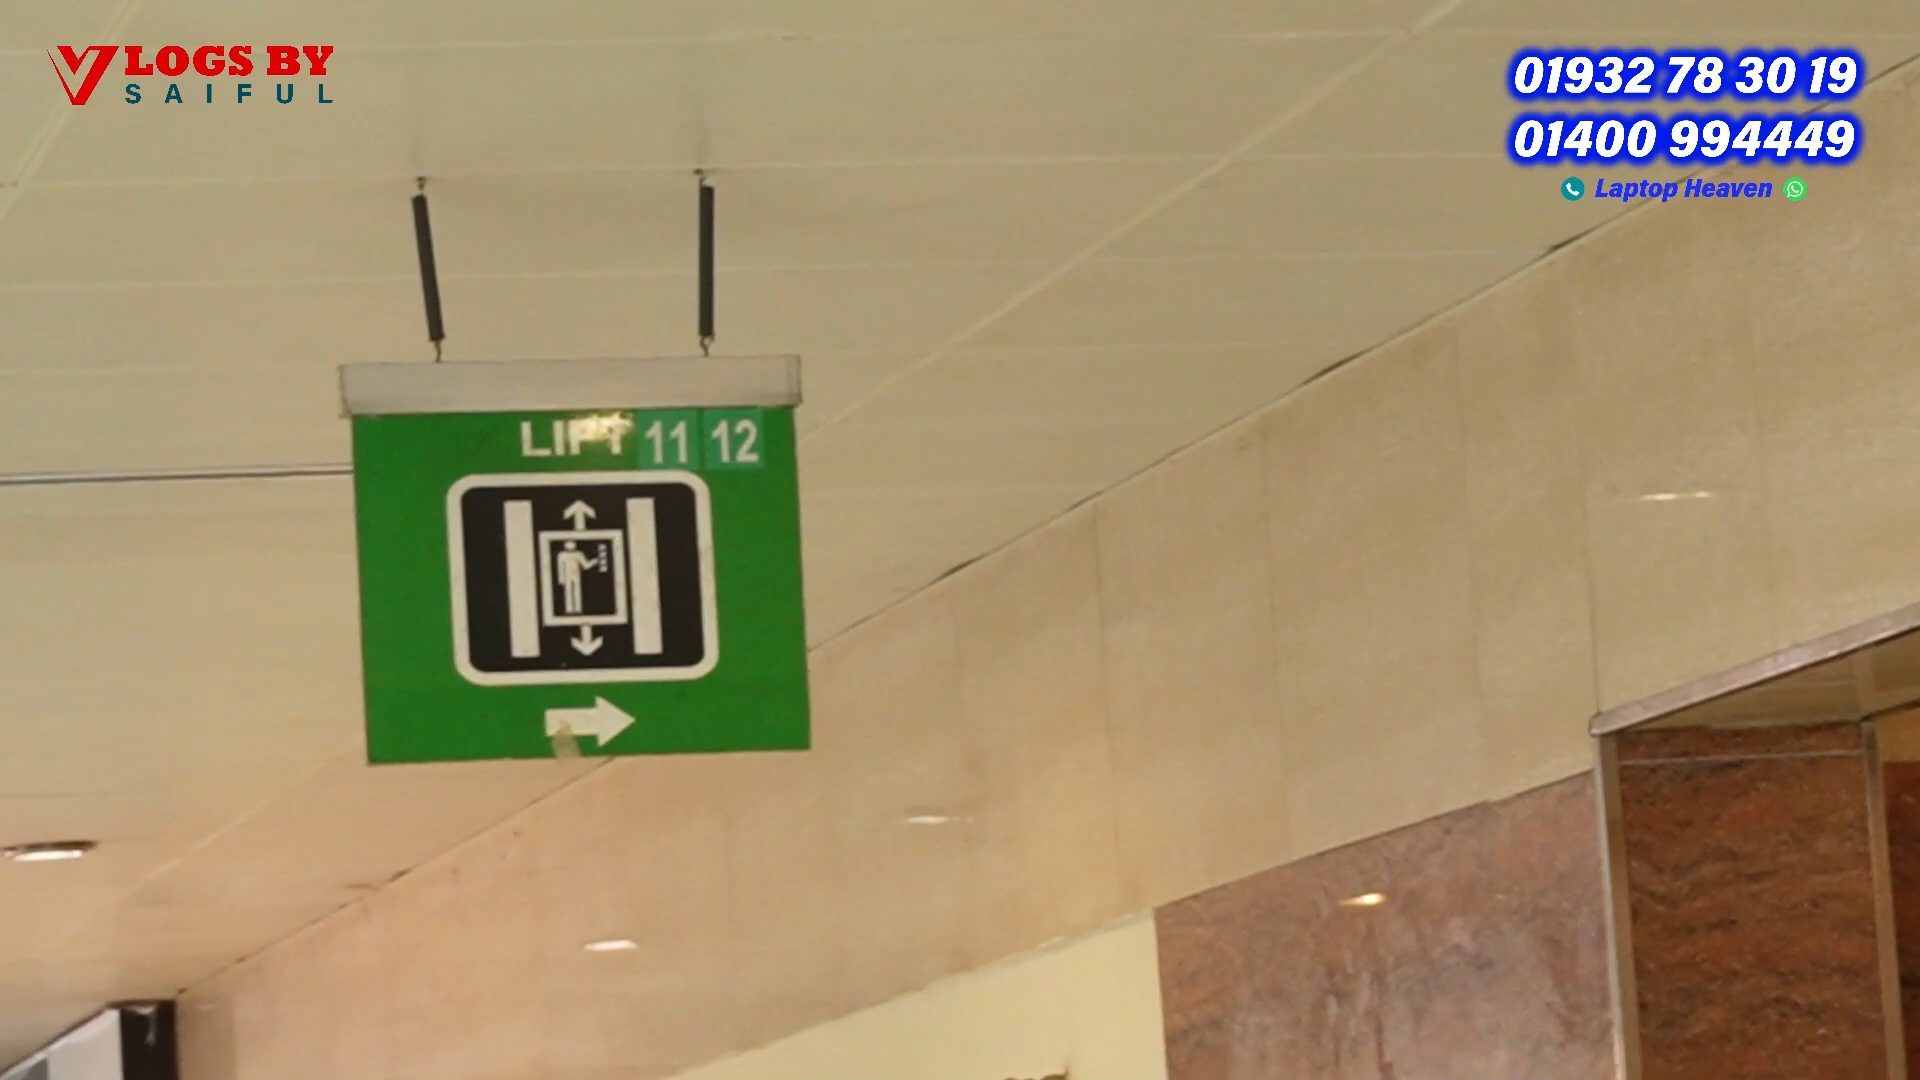 VLOGS BY
SAIFUL
01932 78 30 19
01400 994449
Laptop Heaven
LIFT 11 12